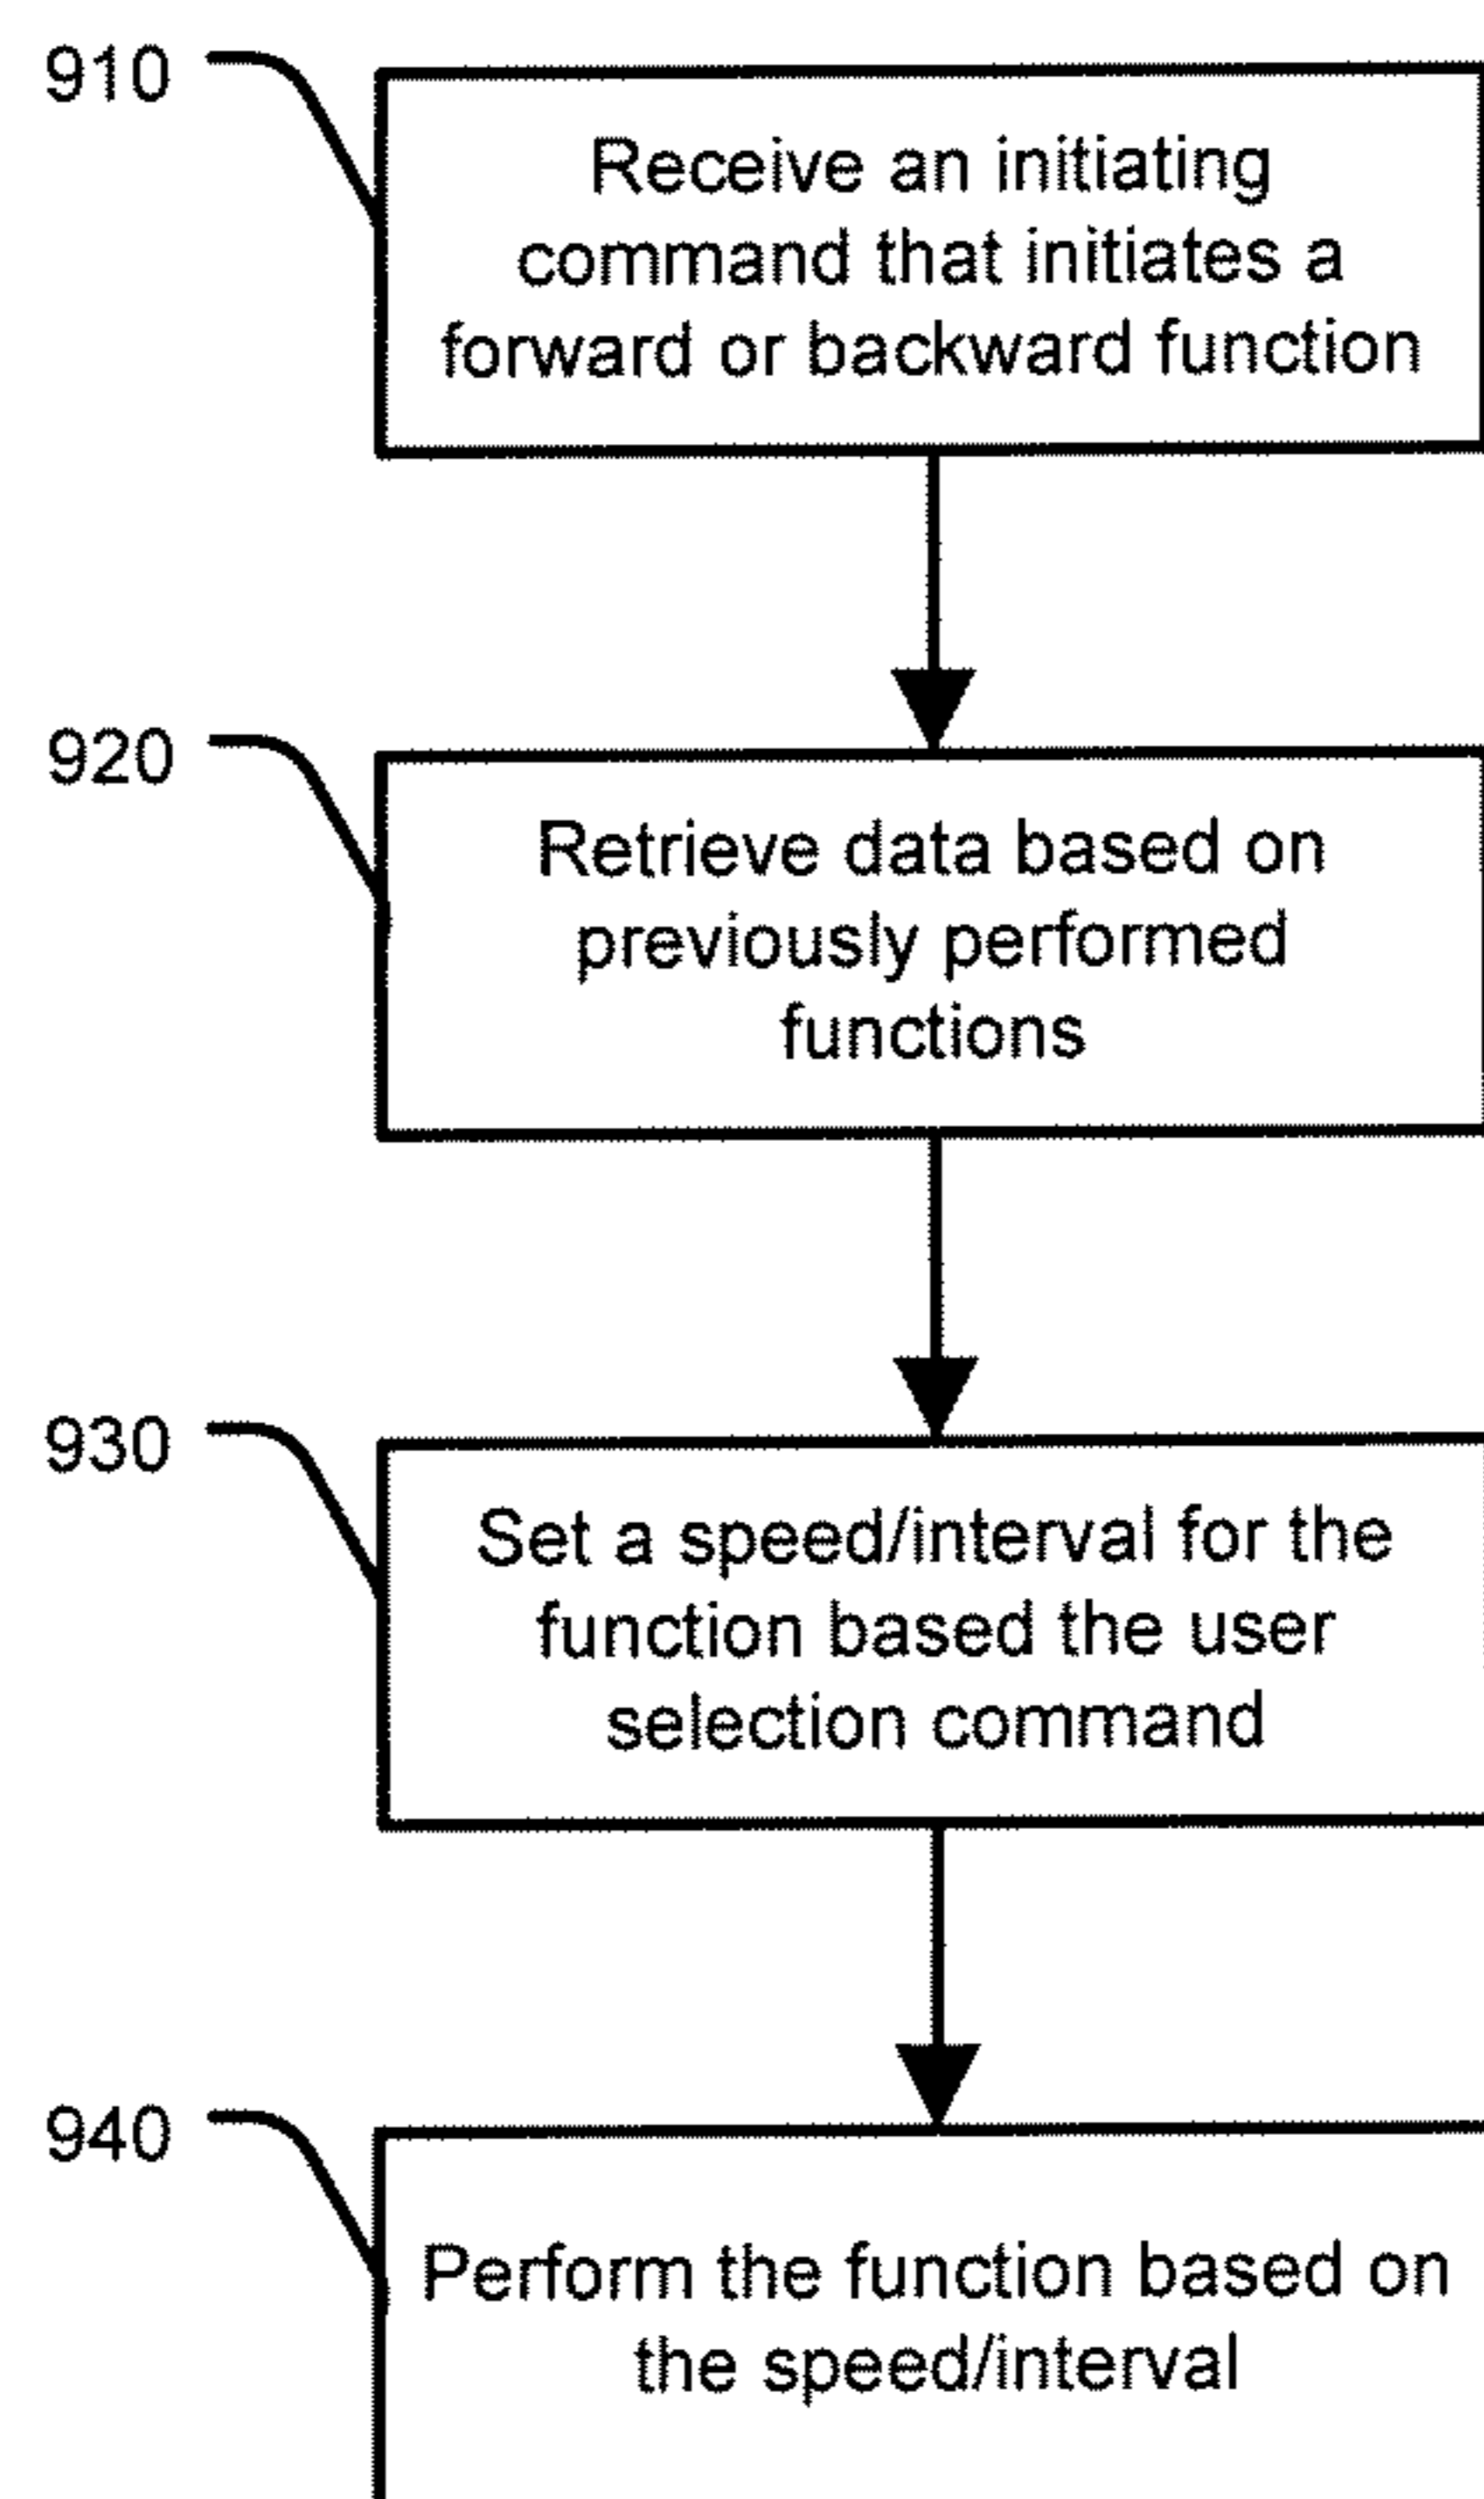 910
Receive an initiating
command that initiates a
forward or backward function
920
Retrieve data based on
previously performed
functions
930
Set a speed/interval for the
function based the user
selection command
940
Perform the function based on
the speed/interval